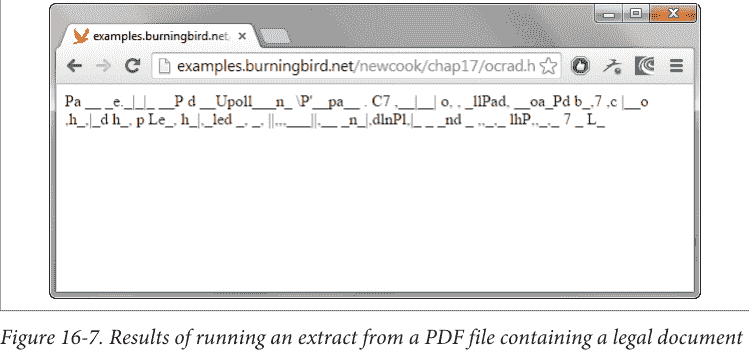 examples.burningbird.net
examples.burningbird.net/newcook/chap17/ocrad.h
Pa __ _e._|_|_ __P d __Upoll___n_ \P'__pa__ . C7 ,__|__| o, , _llPad, __oa_Pd b_,7 ,c |__o
,h_,|_d h_, p Le_, h_|,_led _, _, ||,,,___||,__ _n_|,dlnPl,|_ _ _nd _ ,,_,_ lhP,,_,_ 7 _ L_
Figure 16-7. Results of running an extract from a PDF file containing a legal document